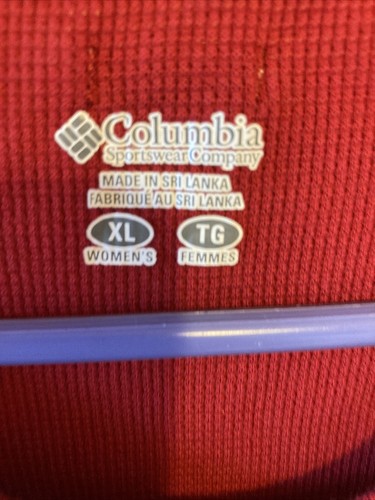 Columbia
Sportswear Company
MADE IN SRI LANKA
FABRIQUÉ AU SRI LANKA
XL TG
WOMEN'S FEMMES